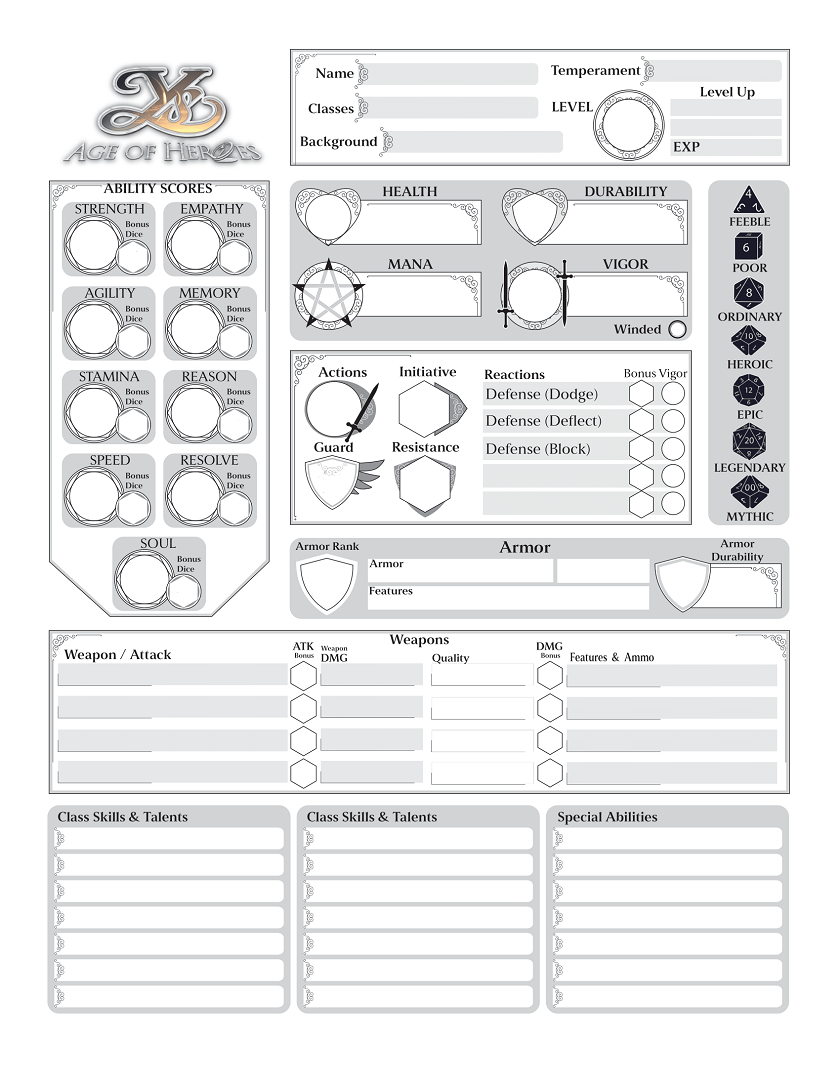 Ys
AGE OF HEROES
Name
Temperament
Level Up
Classes
LEVEL
Background
EXP
ABILITY SCORES
STRENGTH
Bonus
Dice
EMPATHY
Bonus
Dice
AGILITY
Bonus
Dice
MEMORY
Bonus
Dice
STAMINA
Bonus
Dice
REASON
Bonus
Dice
SPEED
Bonus
Dice
RESOLVE
Bonus
Dice
SOUL
Bonus
Dice
HEALTH
DURABILITY
MANA
VIGOR
Winded
4
FEEBLE
6
POOR
8
ORDINARY
10
HEROIC
12
EPIC
20
LEGENDARY
00
MYTHIC
Actions
Initiative
Guard
Resistance
Reactions
Bonus Vigor
Defense (Dodge)
Defense (Deflect)
Defense (Block)
Armor Rank
Armor
Armor
Durability
Armor
Features
Weapons
Weapon / Attack
ATK
Bonus
Weapon
DMG
Quality
DMG
Bonus
Features & Ammo
Class Skills & Talents
Class Skills & Talents
Special Abilities